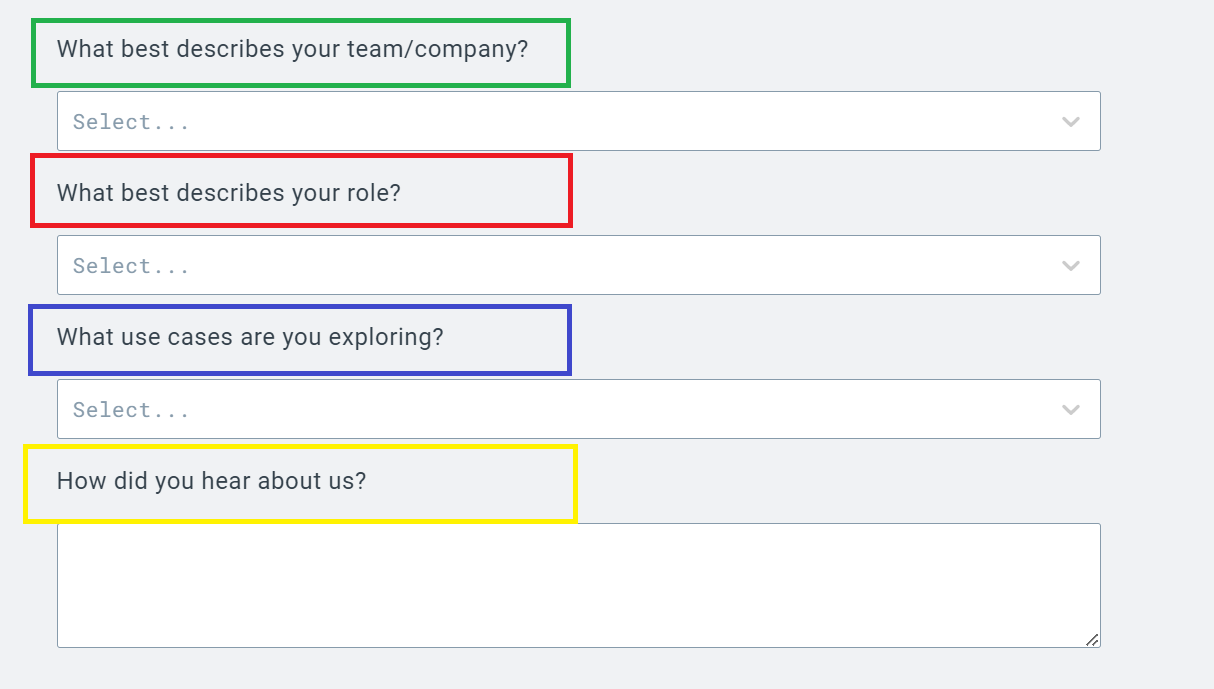 What best describes your team/company?
Select...
What best describes your role?
Select...
What use cases are you exploring?
Select...
How did you hear about us?